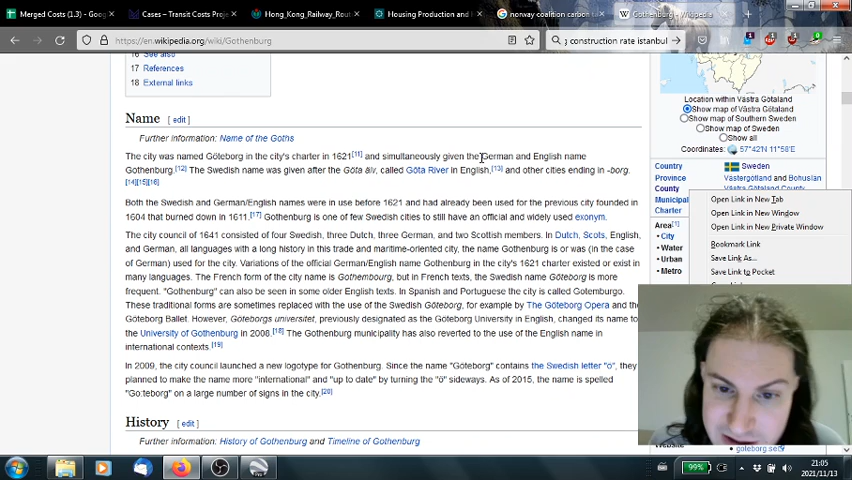 Merged Costs (1.3) - Goog
Cases – Transit Costs Proje
Hong_Kong_Railway_Rout
Housing Production and
norway coalition carbon ta
Gothenburg - Wikipedia
https://en.wikipedia.org/wiki/Gothenburg
construction rate istanbul
16 See also
17 References
18 External links
Name [ edit ]
Further information: Name of the Goths
The city was named Göteborg in the city's charter in 1621[11] and simultaneously given the German and English name
Gothenburg.[12] The Swedish name was given after the Göta älv, called Göta River in English,[13] and other cities ending in -borg.
[14][15][16]
Both the Swedish and German/English names were in use before 1621 and had already been used for the previous city founded in
1604 that burned down in 1611.[17] Gothenburg is one of few Swedish cities to still have an official and widely used exonym.
The city council of 1641 consisted of four Swedish, three Dutch, three German, and two Scottish members. In Dutch, Scots, English,
and German, all languages with a long history in this trade and maritime-oriented city, the name Gothenburg is or was (in the case
of German) used for the city. Variations of the official German/English name Gothenburg in the city's 1621 charter existed or exist in
many languages. The French form of the city name is Gothembourg, but in French texts, the Swedish name Göteborg is more
frequent. "Gothenburg" can also be seen in some older English texts. In Spanish and Portuguese the city is called Gotemburgo.
These traditional forms are sometimes replaced with the use of the Swedish Göteborg, for example by The Göteborg Opera and the
Göteborg Ballet. However, Göteborgs universitet, previously designated as the Göteborg University in English, changed its name to
the University of Gothenburg in 2008.[18] The Gothenburg municipality has also reverted to the use of the English name in
international contexts.[19]
In 2009, the city council launched a new logotype for Gothenburg. Since the name "Göteborg" contains the Swedish letter "ö", they
planned to make the name more "international" and "up to date" by turning the "ö" sideways. As of 2015, the name is spelled
"Go:teborg" on a large number of signs in the city.[20]
History [ edit ]
Further information: History of Gothenburg and Timeline of Gothenburg
Location within Västra Götaland
Show map of Västra Götaland
Show map of Southern Sweden
Show map of Sweden
Show all
Coordinates: 57°42′N 11°58′E
Country Sweden
Province Västergötland and Bohuslän
County
Municipal
Charter
Area[1]
• City
• Water
• Urban
• Metro
Open Link in New Tab
Open Link in New Window
Open Link in New Private Window
Bookmark Link
Save Link As...
Save Link to Pocket
Website
goteborg.se
99%
21:05
2021/11/13